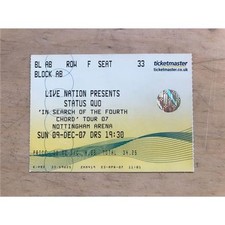 BL AB ROW F SEAT 33
BLOCK AB
ticketmaster
ticketmaster.co.uk
LIVE NATION PRESENTS
STATUS QUO
'IN SEARCH OF THE FOURTH
CHORD' TOUR 07
NOTTINGHAM ARENA
SUN 09-DEC-07 DRS 19:30
TOTAL